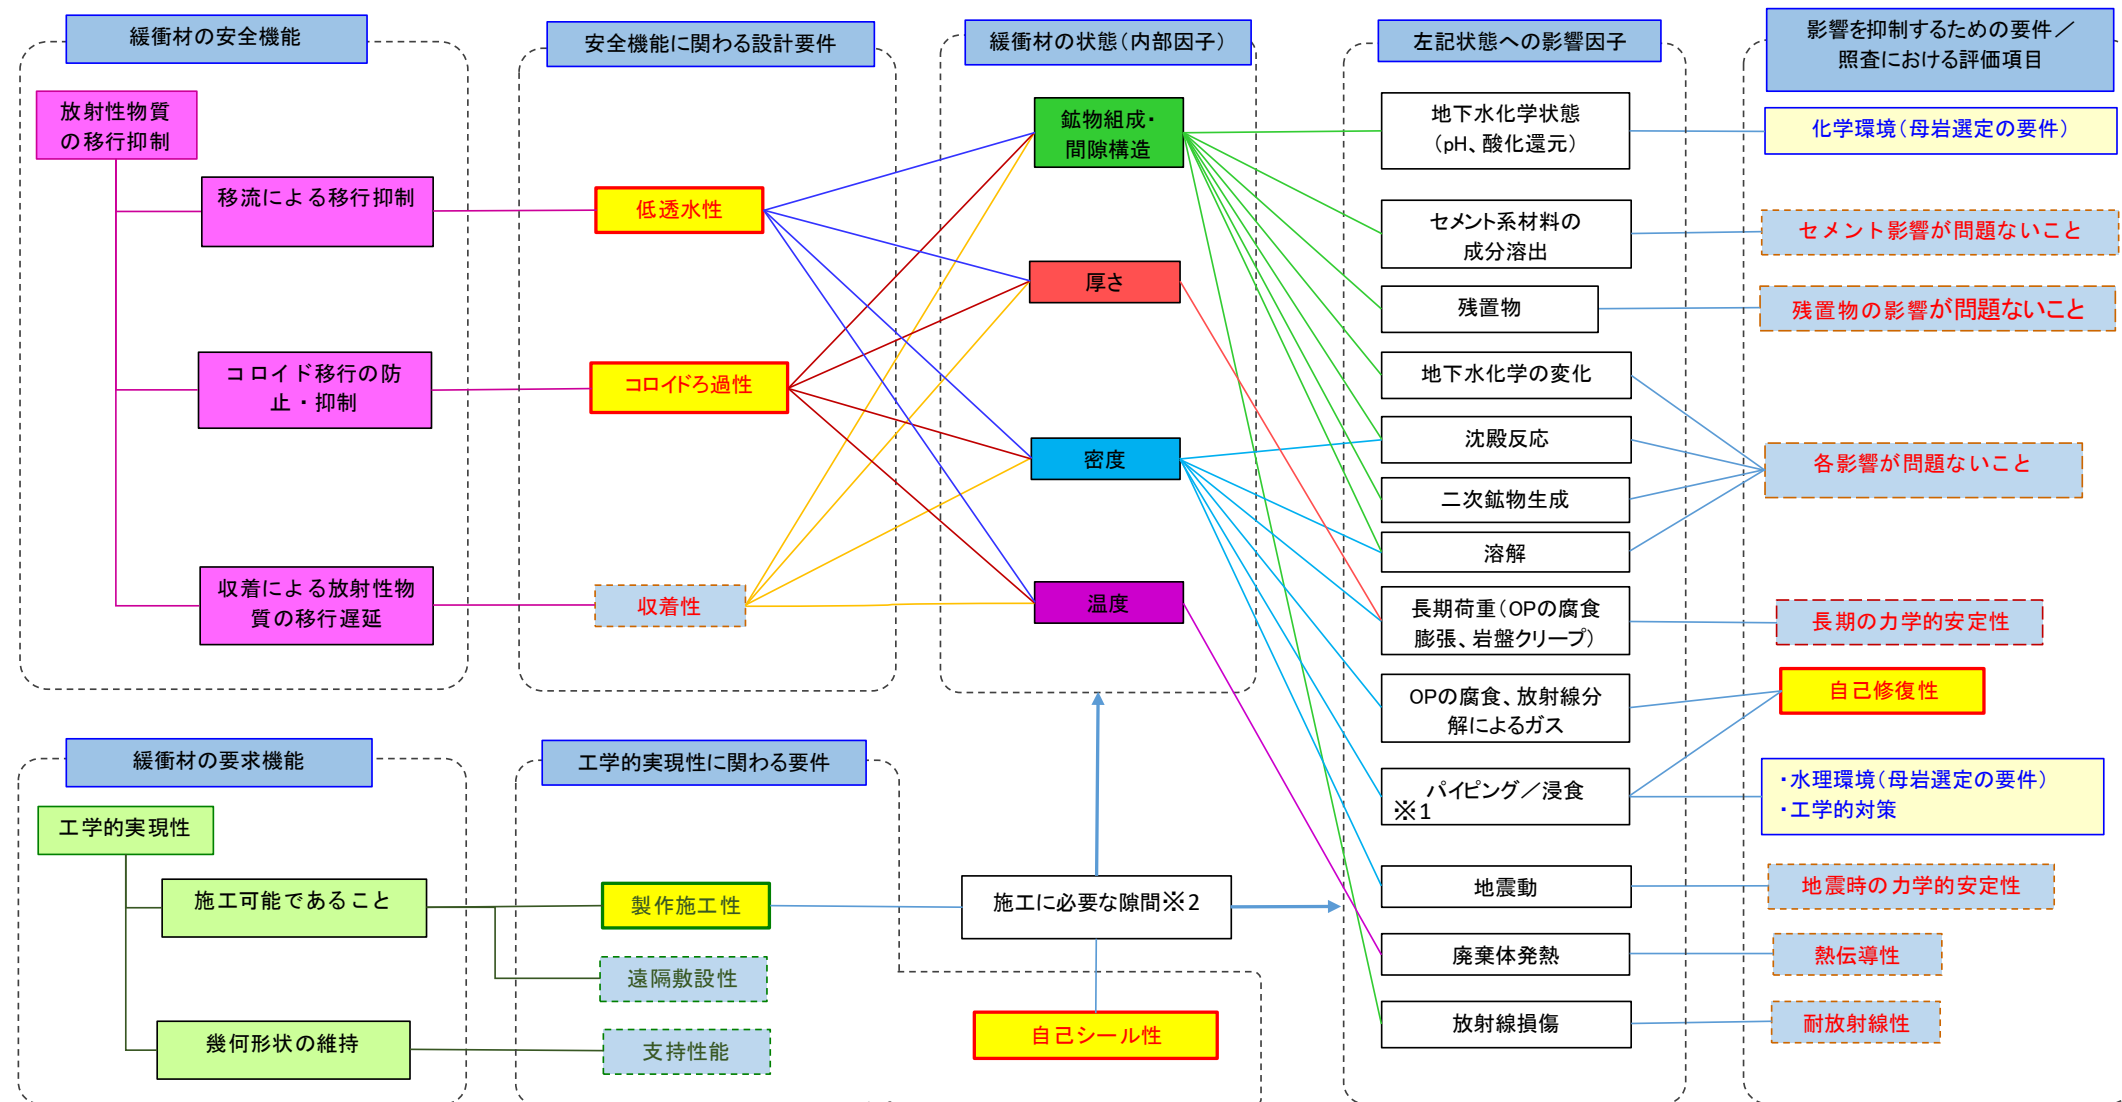 緩衝材の安全機能
放射性物質
の移行抑制
移流による移行抑制
コロイド移行の防
止・抑制
収着による放射性物
質の移行遅延
安全機能に関わる設計要件
低透水性
コロイドろ過性
収着性
緩衝材の状態（内部因子）
鉱物組成・
間隙構造
厚さ
密度
温度
左記状態への影響因子
地下水化学状態
（pH、酸化還元）
セメント系材料の
成分溶出
残置物
地下水化学の変化
沈殿反応
二次鉱物生成
溶解
長期荷重（OPの腐食
膨張、岩盤クリープ）
OPの腐食、放射線分
解によるガス
パイピング／浸食
※1
地震動
廃棄体発熱
放射線損傷
影響を抑制するための要件／
照査における評価項目
化学環境（母岩選定の要件）
セメント影響が問題ないこと
残置物の影響が問題ないこと
各影響が問題ないこと
長期の力学的安定性
自己修復性
・水理環境（母岩選定の要件）
・工学的対策
地震時の力学的安定性
熱伝導性
耐放射線性
緩衝材の要求機能
工学的実現性
施工可能であること
幾何形状の維持
工学的実現性に関わる要件
製作施工性
遠隔敷設性
支持性能
施工に必要な隙間※2
自己シール性